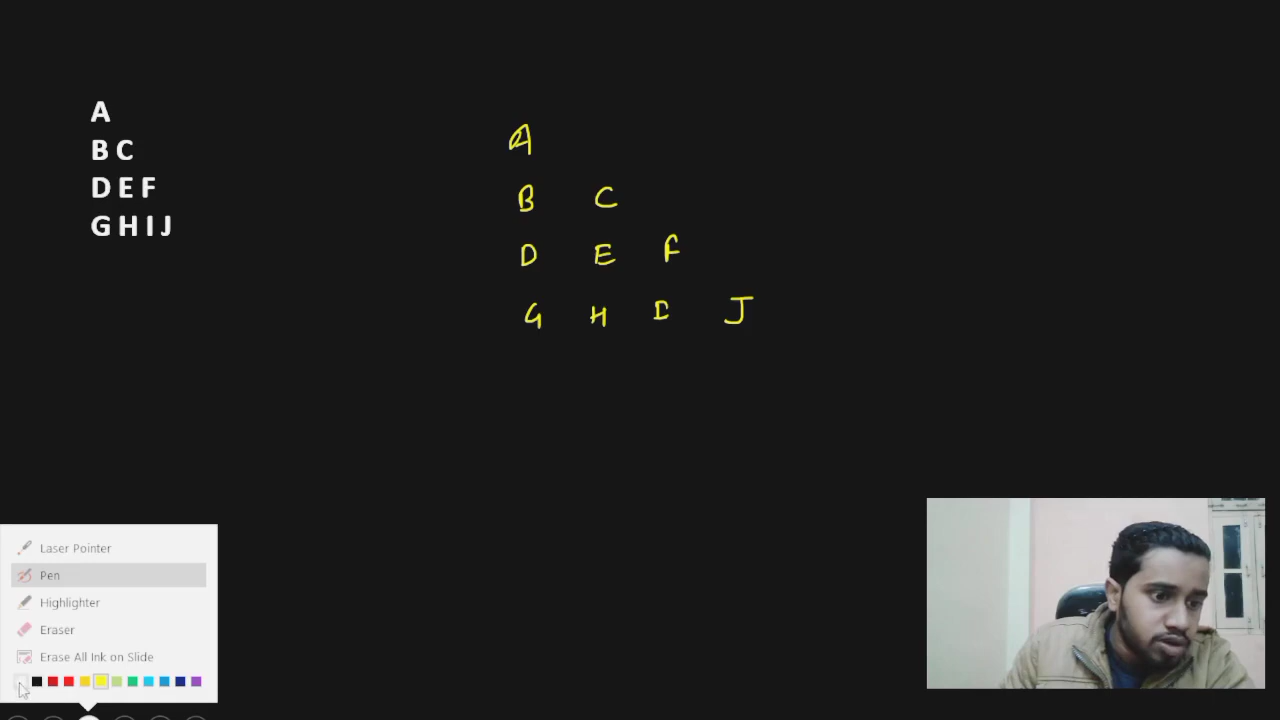 A
B C
D E F
G H I J
A
B C
D E F
G H I J
Laser Pointer
Pen
Highlighter
Eraser
Erase All Ink on Slide